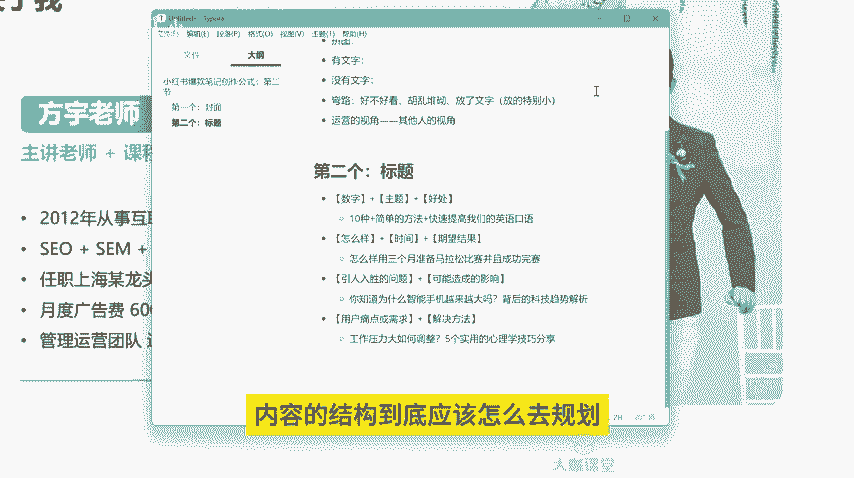 方宇老师
主讲老师 + 课程
• 2012年从事互联
• SEO + SEM +
• 任职上海某龙头
• 月度广告费 600
• 管理运营团队
编辑(E) 段落(P) 格式(O) 视图(V) 主题(T) 帮助(H)
文件 大纲
小红书爆款笔记创作公式：第二节
第一个：封面
第二个：标题
• 有文字：
• 没有文字：
• 弯路：好不好看、胡乱堆砌、放了文字（放的特别小）
• 运营的视角——其他人的视角
第二个：标题
• 【数字】+【主题】+【好处】
◦ 10种+简单的方法+快速提高我们的英语口语
• 【怎么样】+【时间】+【期望结果】
◦ 怎么样用三个月准备马拉松比赛并且成功完赛
• 【引人入胜的问题】+【可能造成的影响】
◦ 你知道为什么智能手机越来越大吗？背后的科技趋势解析
• 【用户痛点或需求】+【解决方法】
◦ 工作压力大如何调整？5个实用的心理学技巧分享
内容的结构到底应该怎么去规划